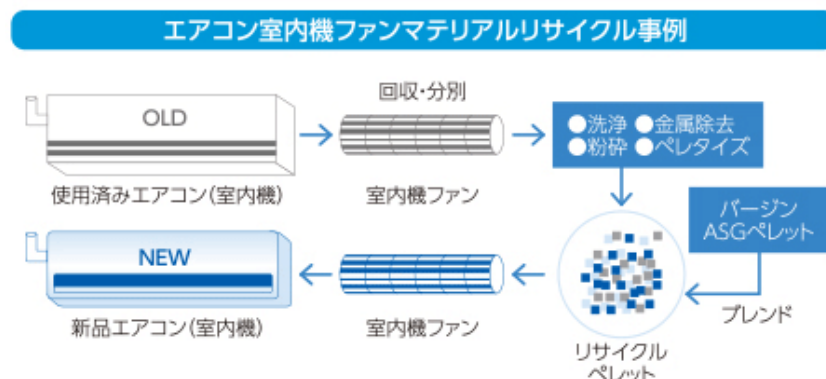 エアコン室内機ファンマテリアルリサイクル事例
OLD
使用済みエアコン(室内機)
回収・分別
室内機ファン
●洗浄 ●金属除去
●粉砕 ●ペレタイズ
バージン
ASGペレット
ブレンド
リサイクル
ペレット
室内機ファン
NEW
新品エアコン(室内機)